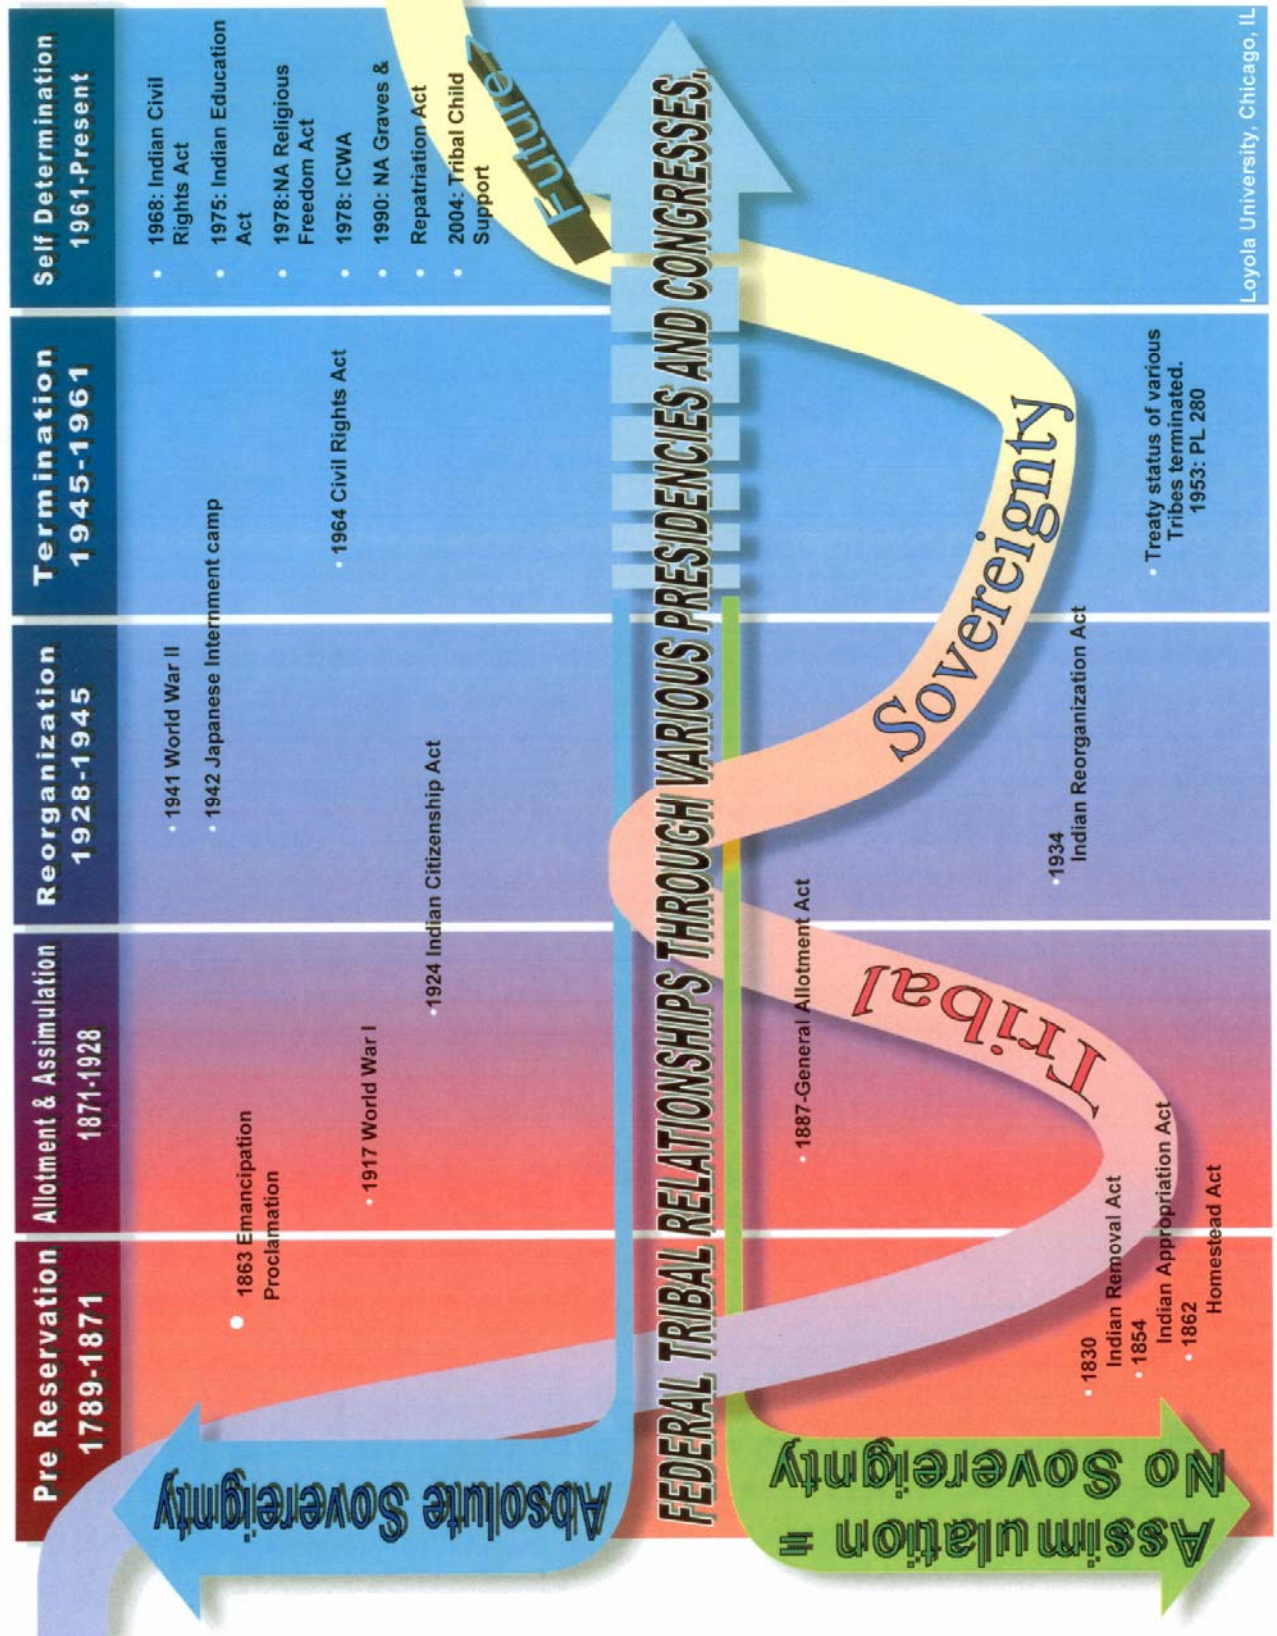 Pre Reservation
1789-1871
Allotment & Assimilation
1871-1928
Reorganization
1928-1945
Termination
1945-1961
Self Determination
1961-Present
Absolute Sovereignty
1863 Emancipation
Proclamation
1917 World War I
1924 Indian Citizenship Act
1941 World War II
1942 Japanese Internment camp
1964 Civil Rights Act
1968: Indian Civil
Rights Act
1975: Indian Education
Act
1978:NA Religious
Freedom Act
1978: ICWA
1990: NA Graves &
Repatriation Act
2004: Tribal Child
Support
Future
FEDERAL TRIBAL RELATIONSHIPS THROUGH VARIOUS PRESIDENCIES AND CONGRESSES.
Assimulation =
No Sovereignty
1830
Indian Removal Act
1854
Indian Appropriation Act
1862
Homestead Act
1887-General Allotment Act
Tribal
Sovereignty
1934
Indian Reorganization Act
Treaty status of various
Tribes terminated.
1953: PL 280
Loyola University, Chicago, IL